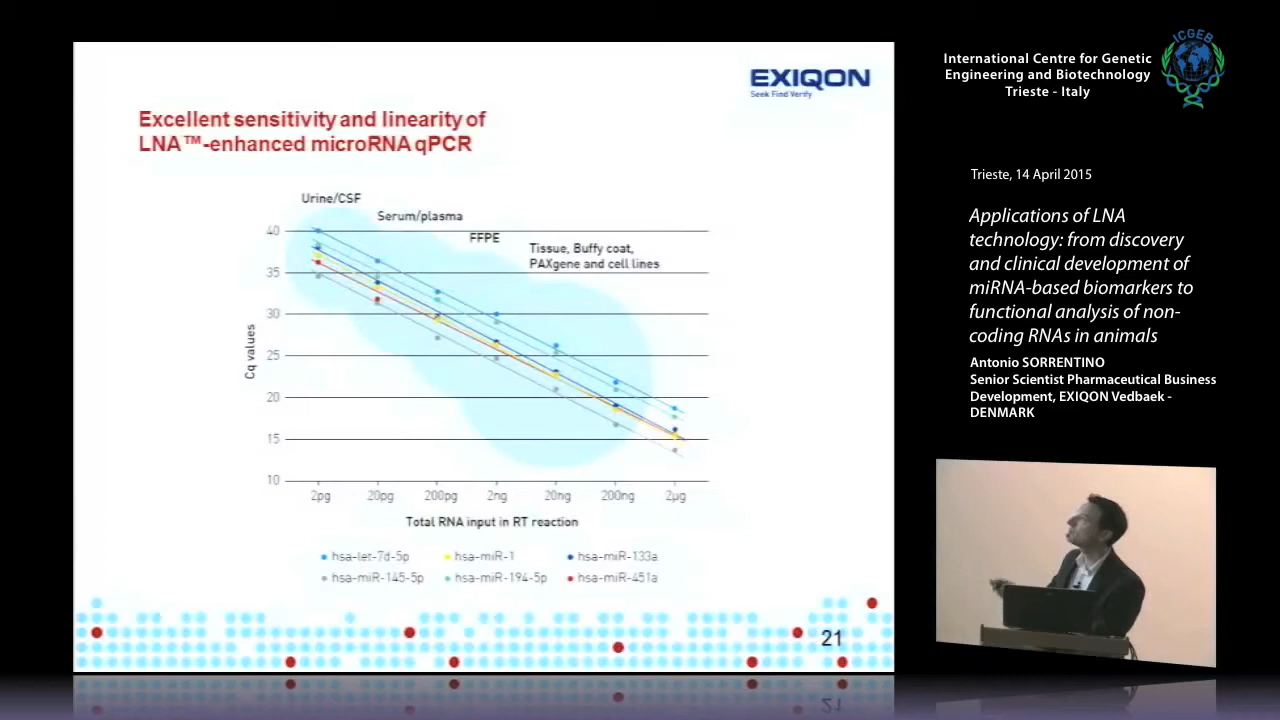 EXIQON
Seek Find Verify
Excellent sensitivity and linearity of
LNA™-enhanced microRNA qPCR
Urine/CSF
Serum/plasma
FFPE
Tissue, Buffy coat,
PAXgene and cell lines
Cq values
40
35
30
25
20
15
10
2pg 20pg 200pg 2ng 20ng 200ng 2µg
Total RNA input in RT reaction
hsa-let-7d-5p hsa-miR-1 hsa-miR-133a
hsa-miR-145-5p hsa-miR-194-5p hsa-miR-451a
21
International Centre for Genetic
Engineering and Biotechnology
Trieste - Italy
ICGEB
Trieste, 14 April 2015
Applications of LNA
technology: from discovery
and clinical development of
miRNA-based biomarkers to
functional analysis of non-
coding RNAs in animals
Antonio SORRENTINO
Senior Scientist Pharmaceutical Business
Development, EXIQON Vedbaek -
DENMARK